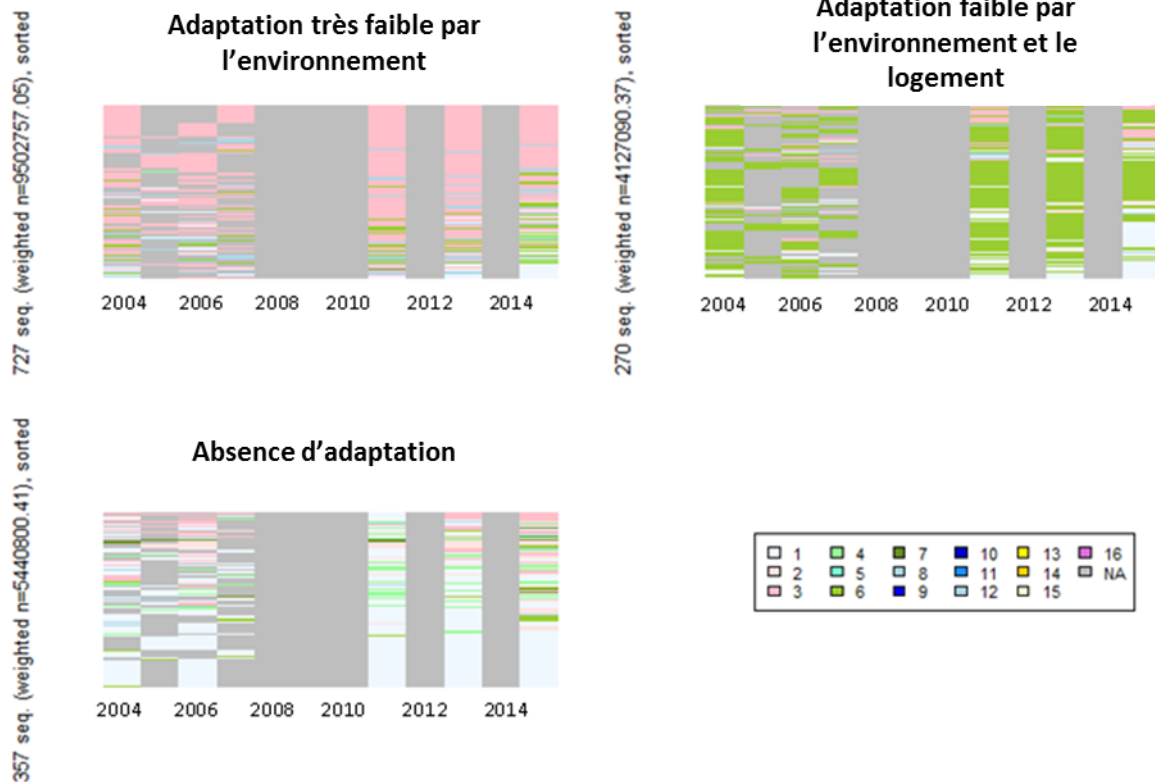 Adaptation très faible par
l'environnement
727 seq. (weighted n=9502757.05), sorted
2004 2006 2008 2010 2012 2014
Adaptation faible par
l'environnement et le
logement
270 seq. (weighted n=4127090.37), sorted
2004 2006 2008 2010 2012 2014
Absence d'adaptation
357 seq. (weighted n=5440800.41), sorted
2004 2006 2008 2010 2012 2014
1 4 7 10 13 16
2 5 8 11 14 NA
3 6 9 12 15